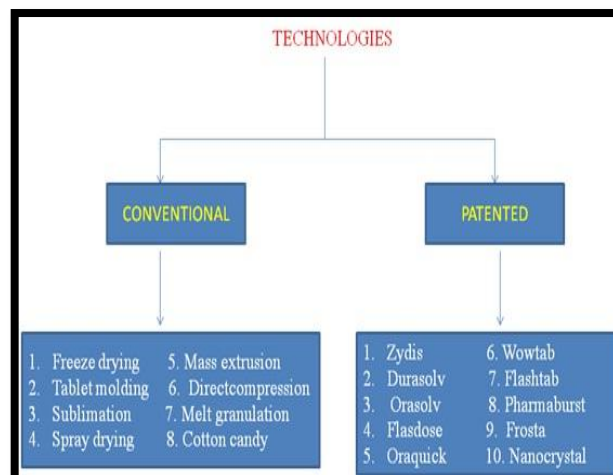 TECHNOLOGIES
CONVENTIONAL
PATENTED
1. Freeze drying
2. Tablet molding
3. Sublimation
4. Spray drying
5. Mass extrusion
6. Directcompression
7. Melt granulation
8. Cotton candy
1. Zydis
2. Durasolv
3. Orasolv
4. Flasdose
5. Oraquick
6. Wowtab
7. Flashtab
8. Pharmaburst
9. Frosta
10. Nanocrystal